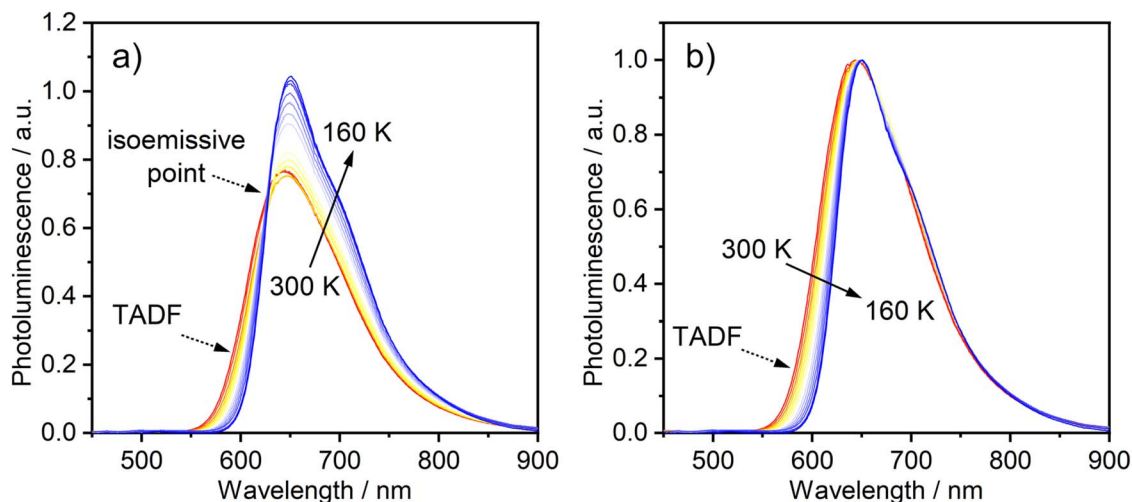 a)
1.2
1.0
0.8
0.6
0.4
0.2
0.0
Photoluminescence / a.u.
isoemissive
point
160 K
300 K
TADF
500
600
700
800
900
Wavelength / nm
b)
1.0
0.8
0.6
0.4
0.2
0.0
Photoluminescence / a.u.
300 K
160 K
TADF
500
600
700
800
900
Wavelength / nm